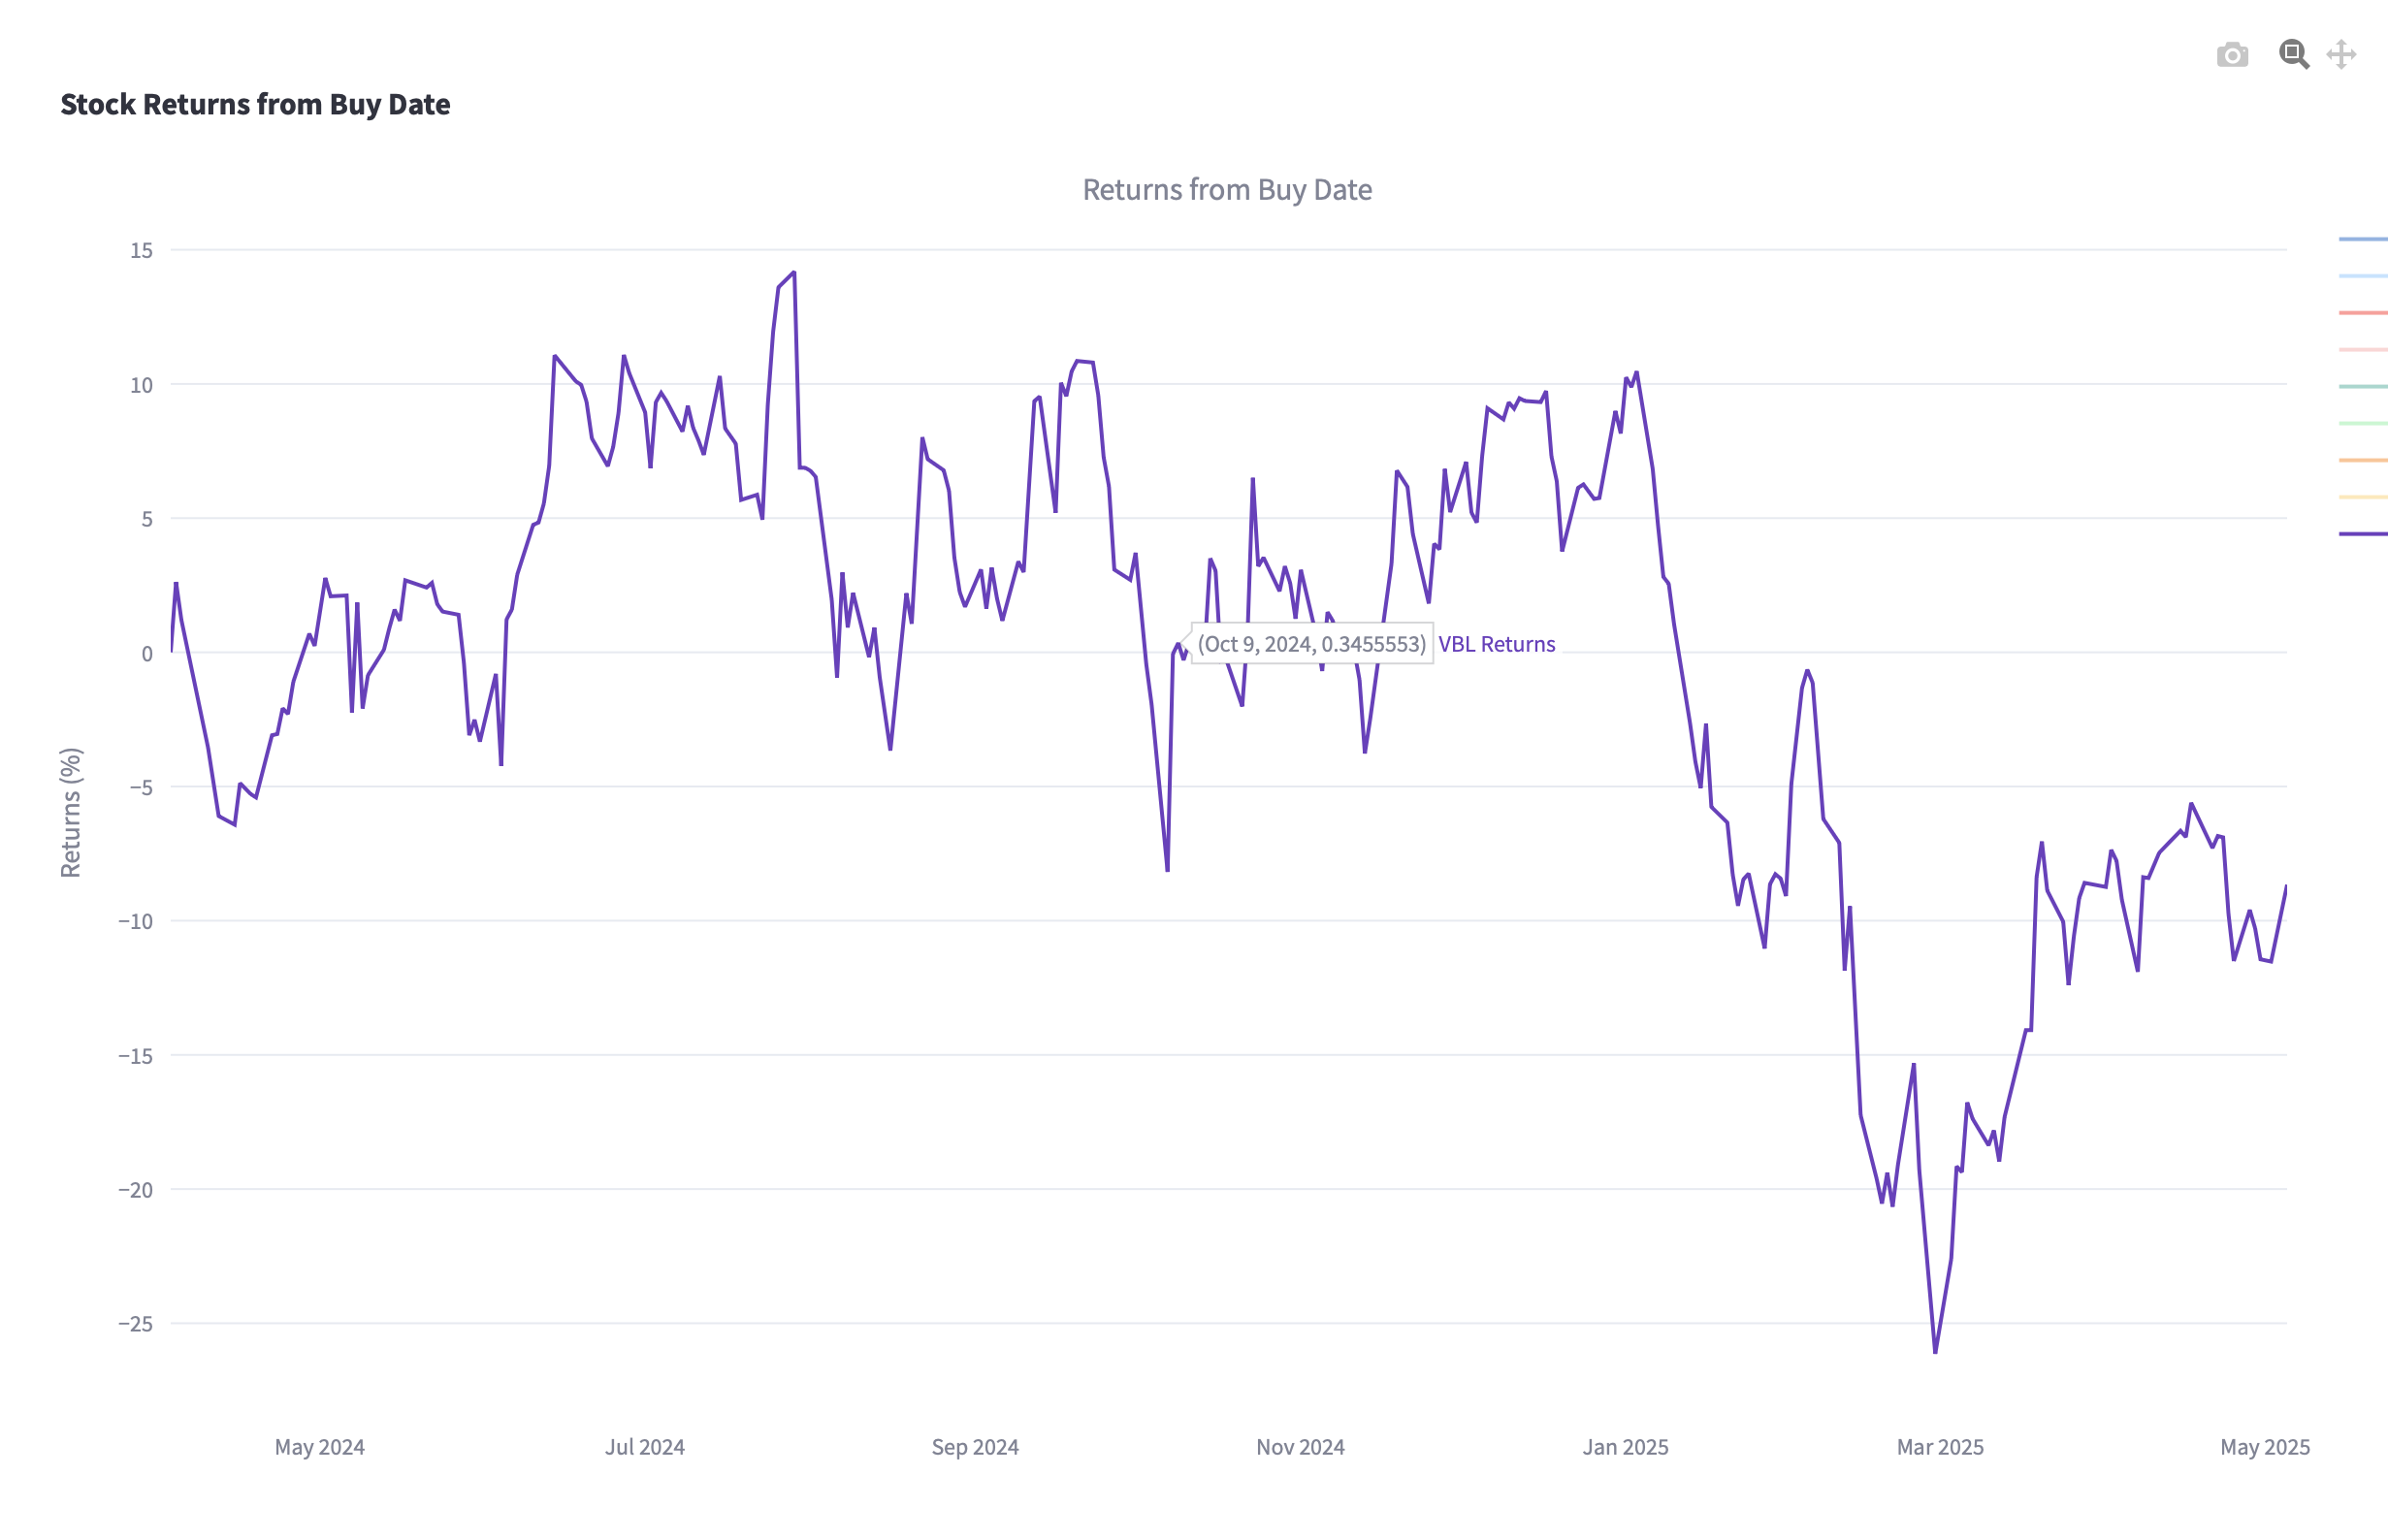 Stock Returns from Buy Date
Returns from Buy Date
15
10
5
0
−5
−10
−15
−20
−25
Returns (%)
(Oct 9, 2024, 0.3455553) VBL Returns
May 2024 Jul 2024 Sep 2024 Nov 2024 Jan 2025 Mar 2025 May 2025